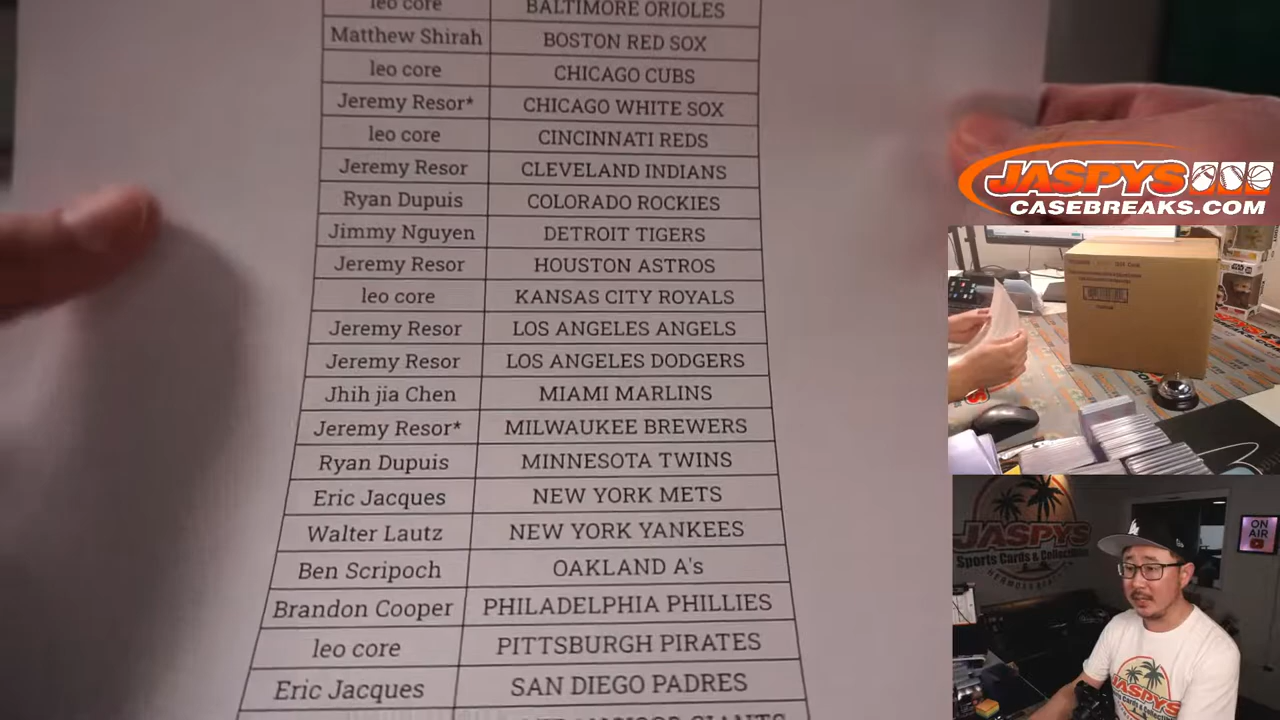 leo core BALTIMORE ORIOLES
Matthew Shirah BOSTON RED SOX
leo core CHICAGO CUBS
Jeremy Resor* CHICAGO WHITE SOX
leo core CINCINNATI REDS
Jeremy Resor CLEVELAND INDIANS
Ryan Dupuis COLORADO ROCKIES
Jimmy Nguyen DETROIT TIGERS
Jeremy Resor HOUSTON ASTROS
leo core KANSAS CITY ROYALS
Jeremy Resor LOS ANGELES ANGELS
Jeremy Resor LOS ANGELES DODGERS
Jhih jia Chen MIAMI MARLINS
Jeremy Resor* MILWAUKEE BREWERS
Ryan Dupuis MINNESOTA TWINS
Eric Jacques NEW YORK METS
Walter Lautz NEW YORK YANKEES
Ben Scripoch OAKLAND A's
Brandon Cooper PHILADELPHIA PHILLIES
leo core PITTSBURGH PIRATES
Eric Jacques SAN DIEGO PADRES
JASPYS
CASEBREAKS.COM
JASPYS
Sports Cards & Collectibles
ON
AIR
JASPYS